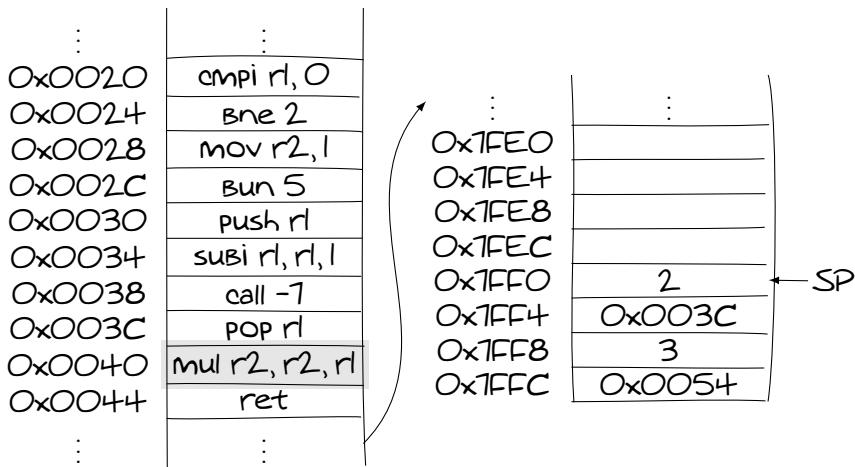 ⋮ ⋮
0x0020 cmpi r1, 0
0x0024 bne 2
0x0028 mov r2, 1
0x002C bun 5
0x0030 push r1
0x0034 subi r1, r1, 1
0x0038 call -7
0x003C pop r1
0x0040 mul r2, r2, r1
0x0044 ret
⋮ ⋮
⋮ ⋮
0x7FE0
0x7FE4
0x7FE8
0x7FEC
0x7FF0 2 SP
0x7FF4 0x003C
0x7FF8 3
0x7FFC 0x0054